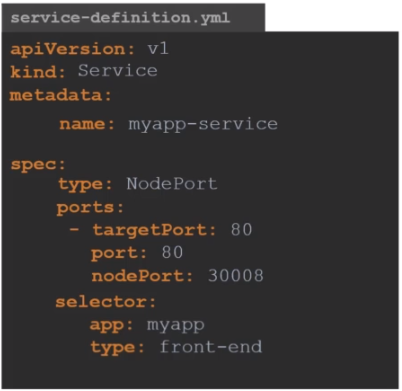 service-definition.yml
apiVersion: v1
kind: Service
metadata:
name: myapp-service
spec:
type: NodePort
ports:
- targetPort: 80
port: 80
nodePort: 30008
selector:
app: myapp
type: front-end